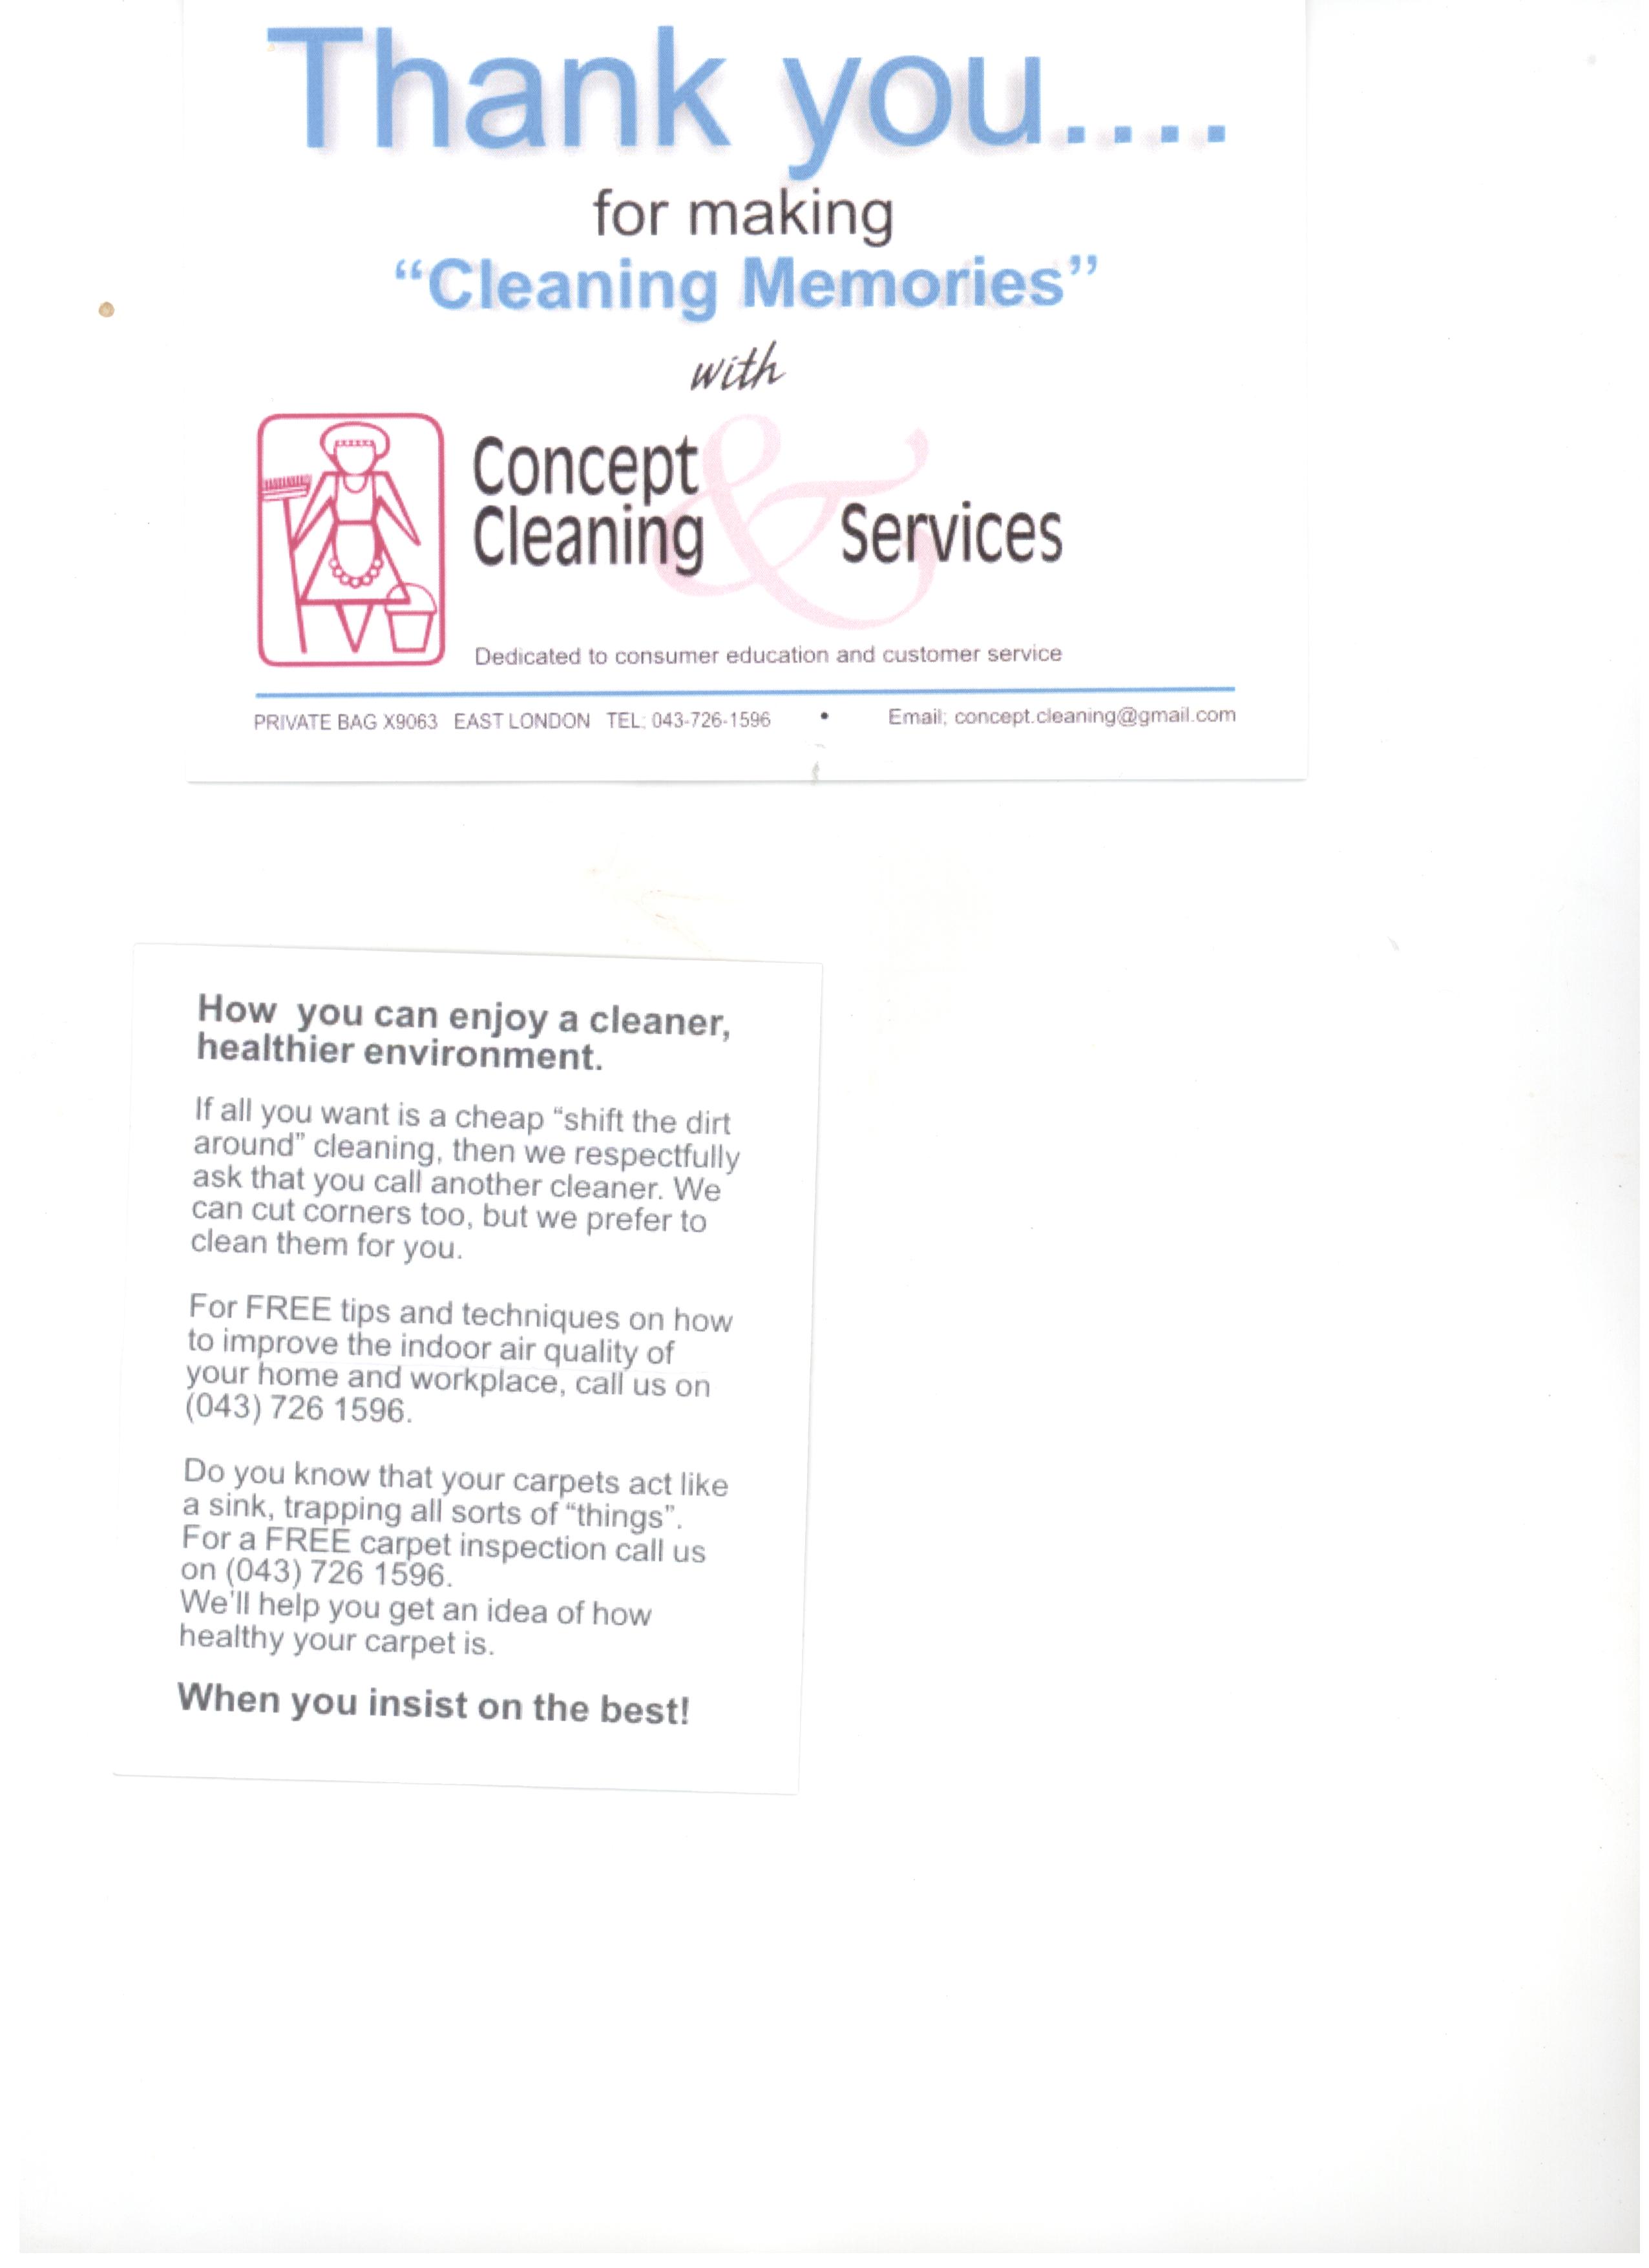 Thank you....
for making
“Cleaning Memories”
with
Concept
Cleaning & Services
Dedicated to consumer education and customer service
PRIVATE BAG X9063 EAST LONDON TEL: 043-726-1596 • Email; concept.cleaning@gmail.com
How you can enjoy a cleaner,
healthier environment.
If all you want is a cheap “shift the dirt
around” cleaning, then we respectfully
ask that you call another cleaner. We
can cut corners too, but we prefer to
clean them for you.
For FREE tips and techniques on how
to improve the indoor air quality of
your home and workplace, call us on
(043) 726 1596.
Do you know that your carpets act like
a sink, trapping all sorts of “things”.
For a FREE carpet inspection call us
on (043) 726 1596.
We'll help you get an idea of how
healthy your carpet is.
When you insist on the best!